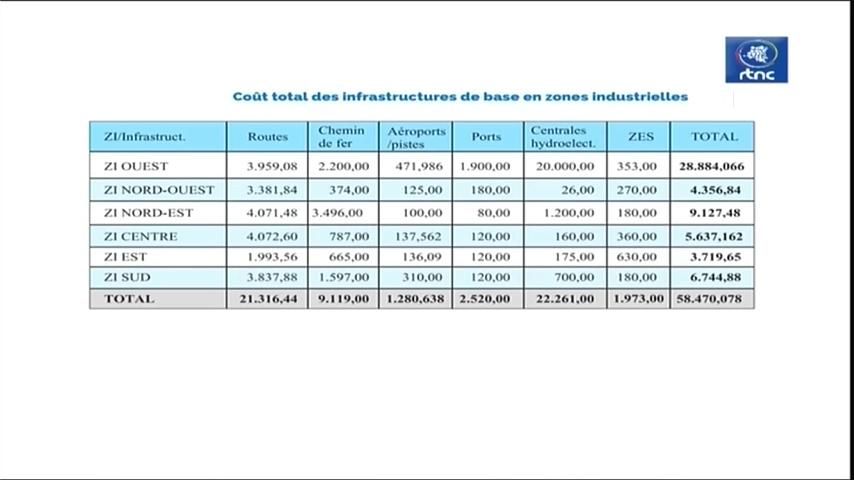 rtnc
Coût total des infrastructures de base en zones industrielles
ZI/Infrastruct. Routes Chemin de fer Aéroports /pistes Ports Centrales hydroelect. ZES TOTAL
ZI OUEST 3.959,08 2.200,00 471,986 1.900,00 20.000,00 353,00 28.884,066
ZI NORD-OUEST 3.381,84 374,00 125,00 180,00 26,00 270,00 4.356,84
ZI NORD-EST 4.071,48 3.496,00 100,00 80,00 1.200,00 180,00 9.127,48
ZI CENTRE 4.072,60 787,00 137,562 120,00 160,00 360,00 5.637,162
ZI EST 1.993,56 665,00 136,09 120,00 175,00 630,00 3.719,65
ZI SUD 3.837,88 1.597,00 310,00 120,00 700,00 180,00 6.744,88
TOTAL 21.316,44 9.119,00 1.280,638 2.520,00 22.261,00 1.973,00 58.470,078